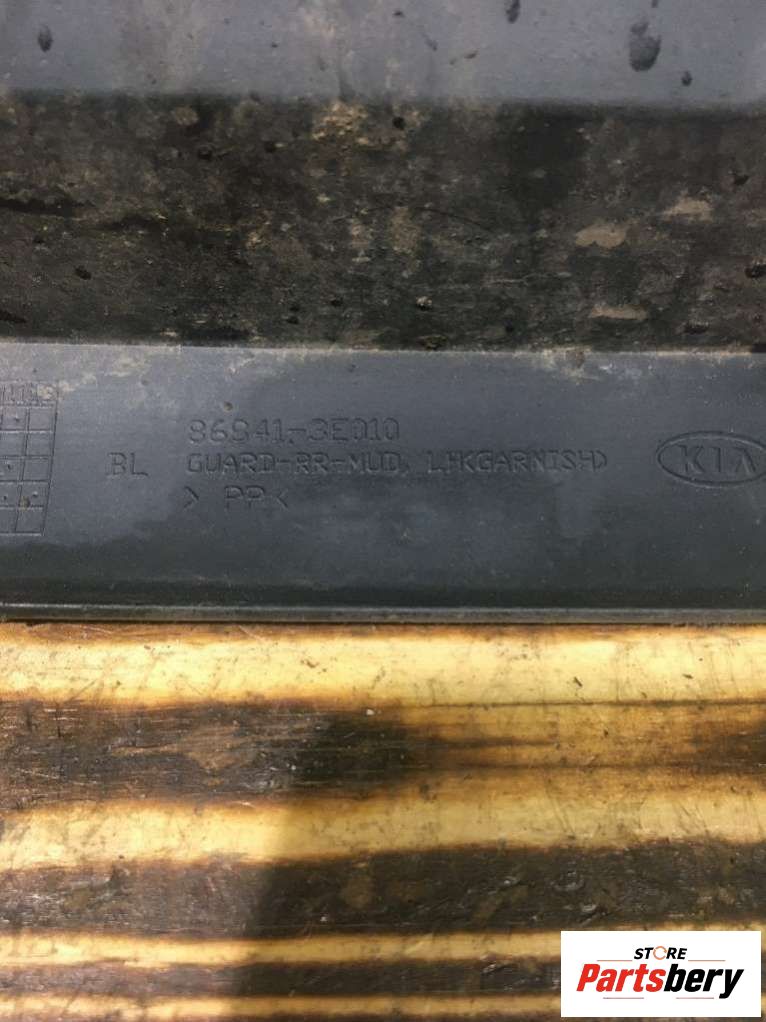 86841-3E010
BL GUARD-RR-MUD, LH(GARNISH)
> PP <
KIA
STORE
Partsbery